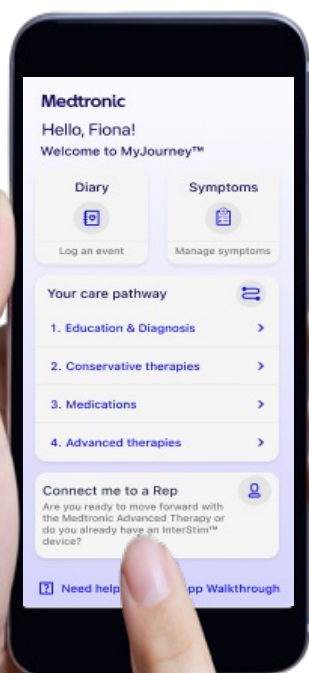 Medtronic
Hello, Fiona!
Welcome to MyJourney™
Diary
Log an event
Symptoms
Manage symptoms
Your care pathway
1. Education & Diagnosis
2. Conservative therapies
3. Medications
4. Advanced therapies
Connect me to a Rep
Are you ready to move forward with
the Medtronic Advanced Therapy or
do you already have an InterStim™
device?
? Need help Walkthrough